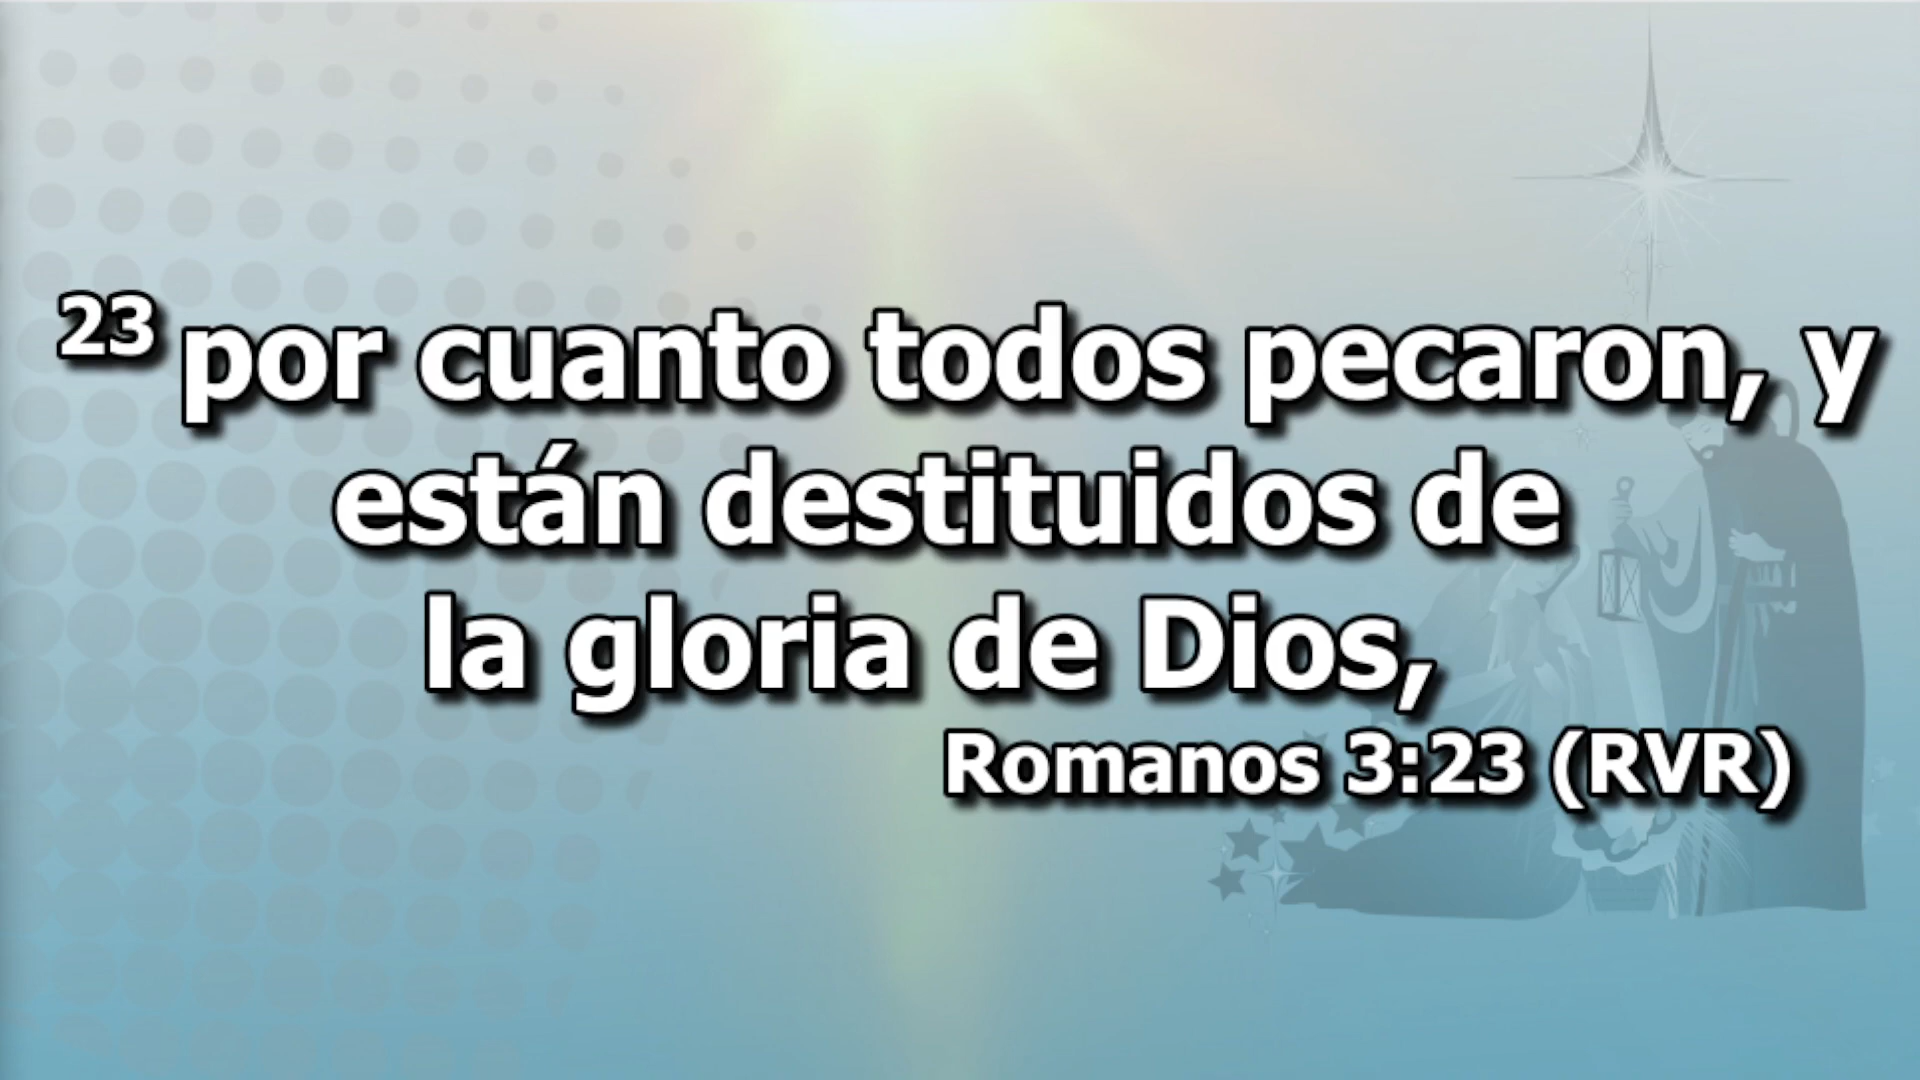 23 por cuanto todos pecaron, y
están destituidos de
la gloria de Dios,
Romanos 3:23 (RVR)